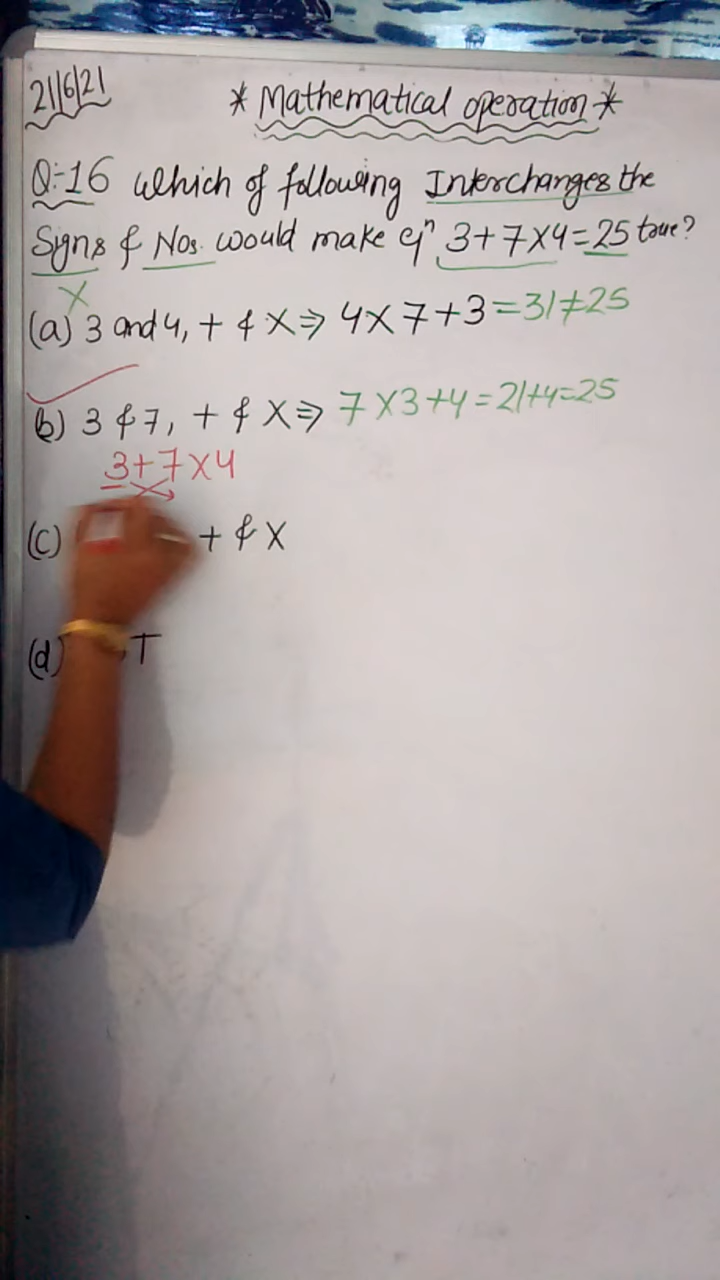 21/6/21
* Mathematical operation *
Q:-16 Which of following Interchanges the
Signs & Nos. would make eqⁿ 3+7×4=25 true?
×
(a) 3 and 4, + & × ⇒ 4×7+3=31≠25
(b) 3 & 7, + & × ⇒ 7×3+4=21+4=25
3+7×4
(c) + & ×
(d)